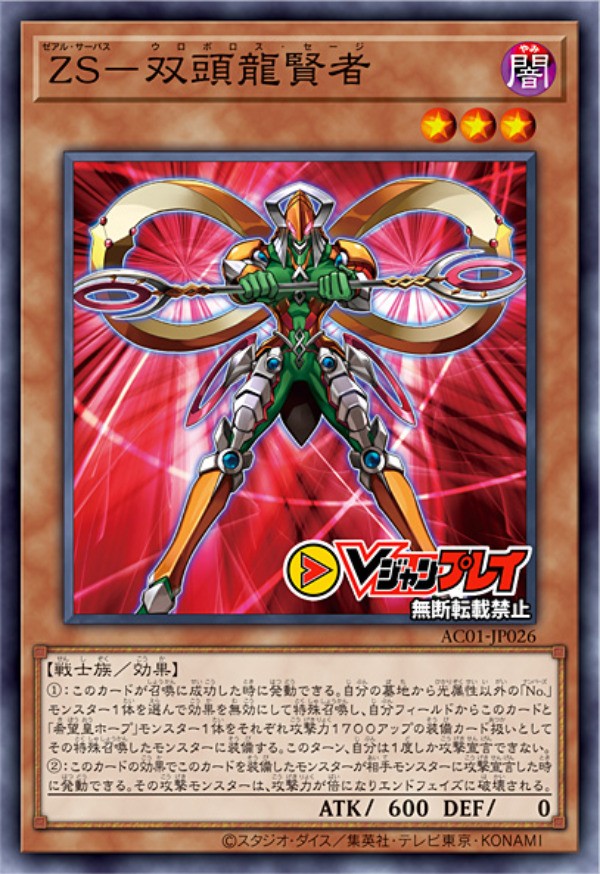 ゼアル・サーバス ウロボロス・セージ
ZS－双頭龍賢者
やみ
闇
Vジャンプレイ
無断転載禁止
AC01-JP026
【戦士族／効果】
①：このカードが召喚に成功した時に発動できる。自分の墓地から光属性以外の「No.」
モンスター1体を選んで効果を無効にして特殊召喚し、自分フィールドからこのカードと
「希望皇ホープ」モンスター1体をそれぞれ攻撃力1700アップの装備カード扱いとして
その特殊召喚したモンスターに装備する。このターン、自分は1度しか攻撃宣言できない。
②：このカードの効果でこのカードを装備したモンスターが相手モンスターに攻撃宣言した時
に発動できる。その攻撃モンスターは、攻撃力が倍になりエンドフェイズに破壊される。
ATK/ 600 DEF/ 0
©スタジオ・ダイス／集英社・テレビ東京・KONAMI